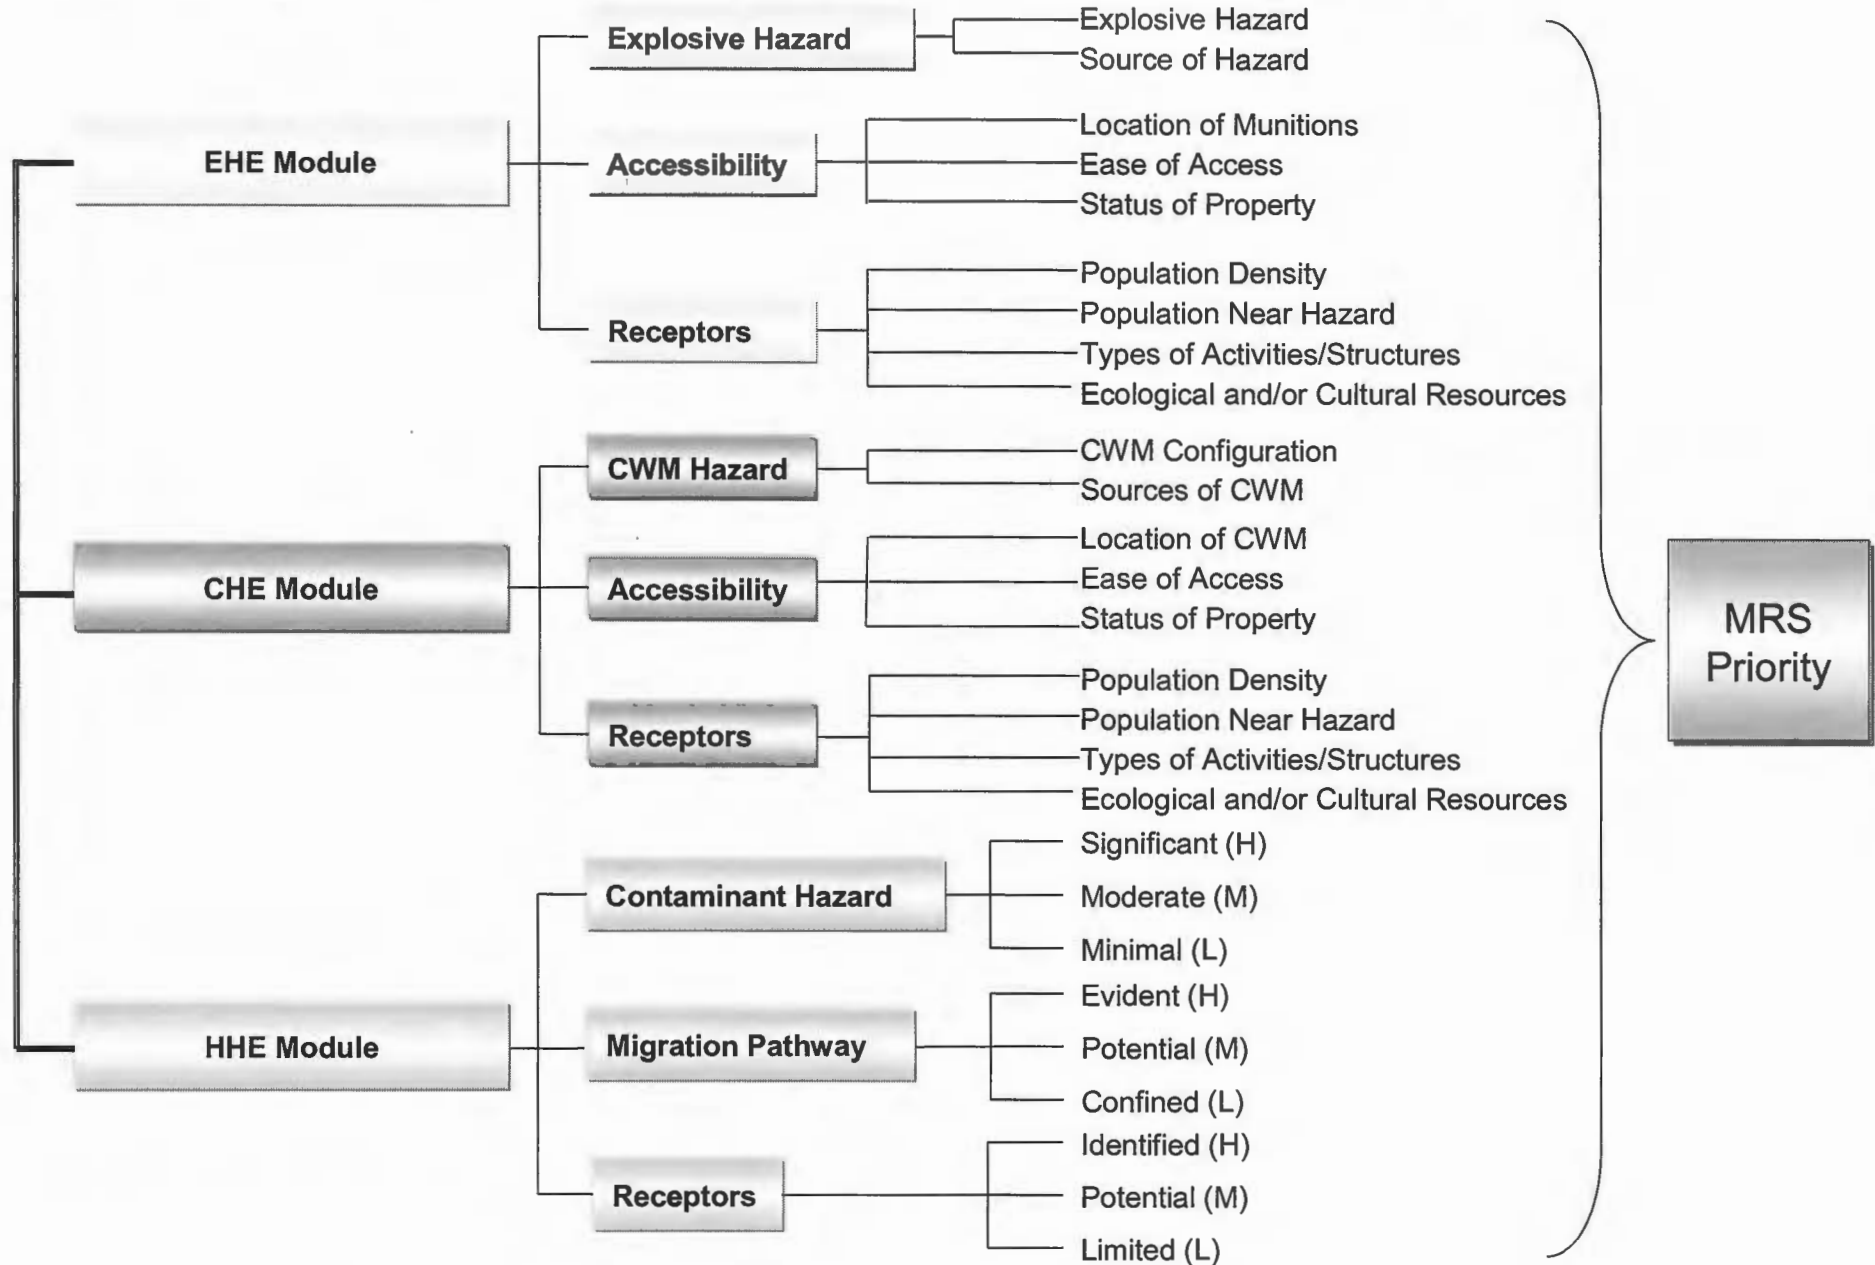 EHE Module
Explosive Hazard
Explosive Hazard
Source of Hazard
Accessibility
Location of Munitions
Ease of Access
Status of Property
Receptors
Population Density
Population Near Hazard
Types of Activities/Structures
Ecological and/or Cultural Resources
CHE Module
CWM Hazard
CWM Configuration
Sources of CWM
Accessibility
Location of CWM
Ease of Access
Status of Property
Receptors
Population Density
Population Near Hazard
Types of Activities/Structures
Ecological and/or Cultural Resources
HHE Module
Contaminant Hazard
Significant (H)
Moderate (M)
Minimal (L)
Migration Pathway
Evident (H)
Potential (M)
Confined (L)
Receptors
Identified (H)
Potential (M)
Limited (L)
MRS
Priority